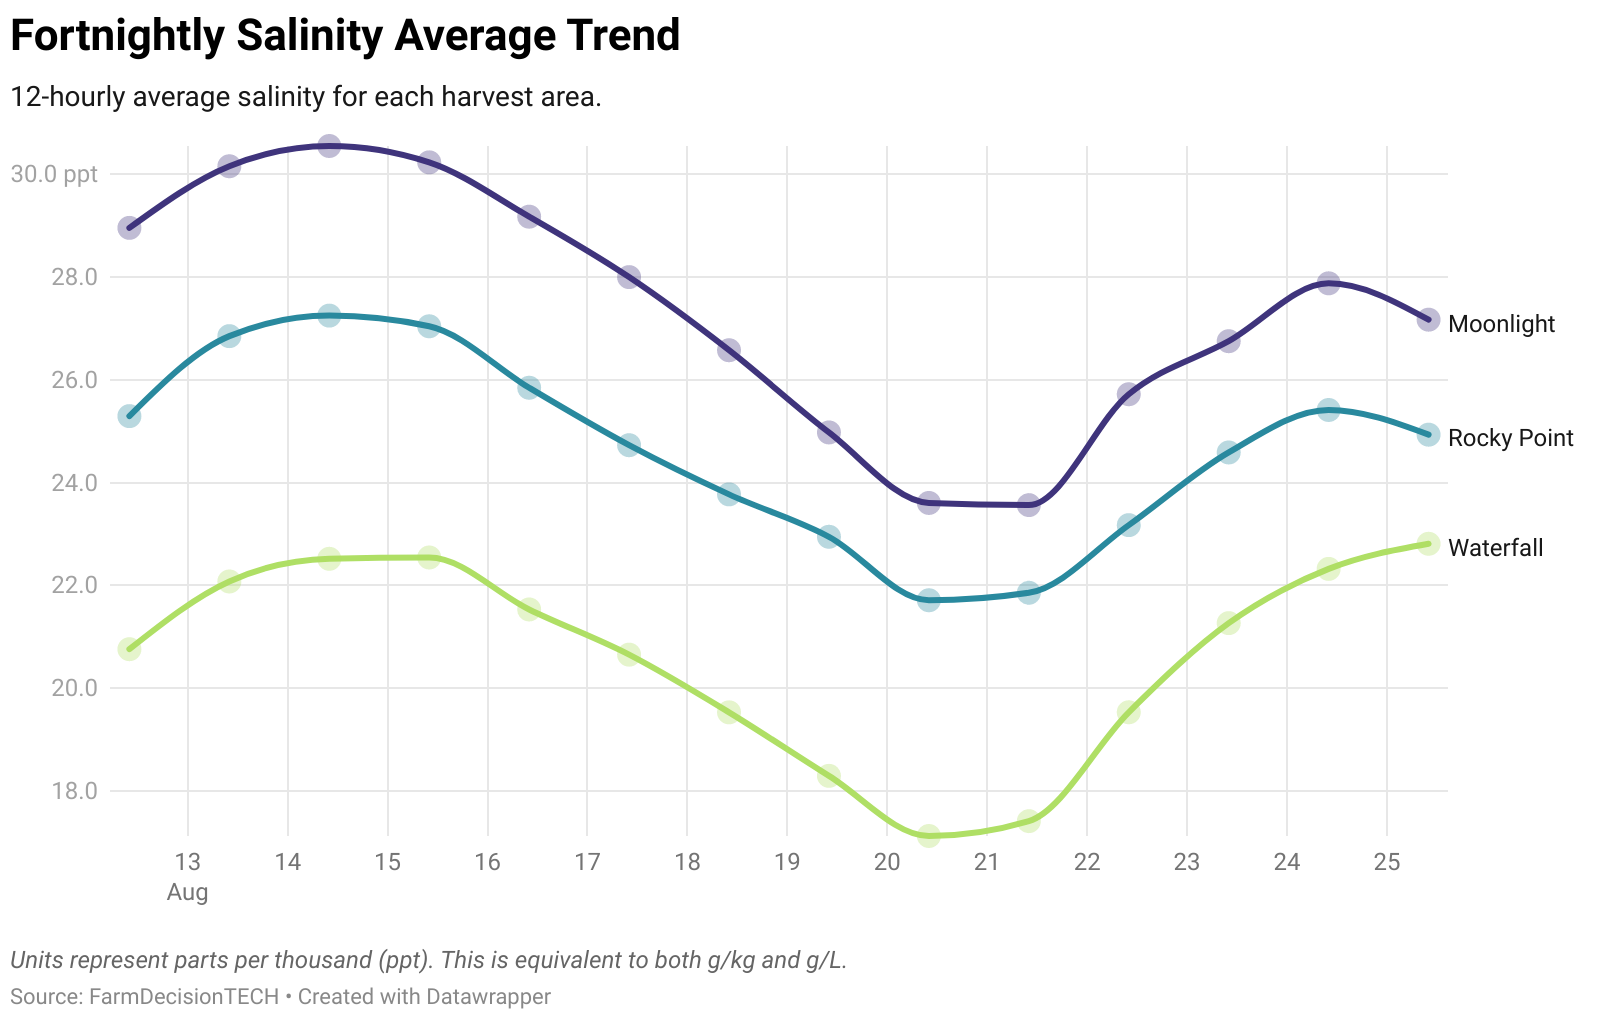 Fortnightly Salinity Average Trend
12-hourly average salinity for each harvest area.
30.0 ppt
28.0
26.0
24.0
22.0
20.0
18.0
Moonlight
Rocky Point
Waterfall
13 14 15 16 17 18 19 20 21 22 23 24 25
Aug
Units represent parts per thousand (ppt). This is equivalent to both g/kg and g/L.
Source: FarmDecisionTECH • Created with Datawrapper